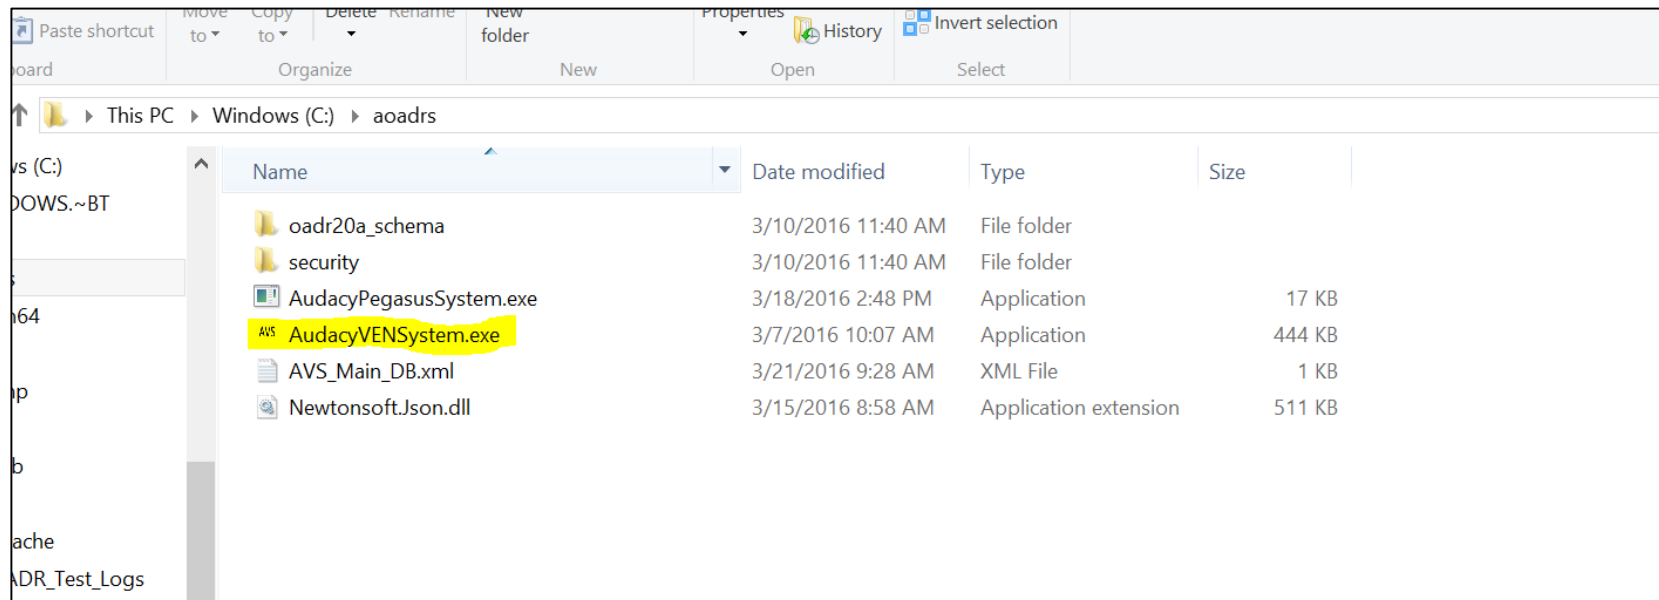 Move Copy Delete Rename New Properties
Paste shortcut to to folder History Invert selection
Organize New Open Select
This PC Windows (C:) aoadrs
(C:)
Name Date modified Type Size
.~BT
oadr20a_schema 3/10/2016 11:40 AM File folder
security 3/10/2016 11:40 AM File folder
AudacyPegasusSystem.exe 3/18/2016 2:48 PM Application 17 KB
64
AVS AudacyVENSystem.exe 3/7/2016 10:07 AM Application 444 KB
AVS_Main_DB.xml 3/21/2016 9:28 AM XML File 1 KB
Newtonsoft.Json.dll 3/15/2016 8:58 AM Application extension 511 KB
b
ache
DR_Test_Logs